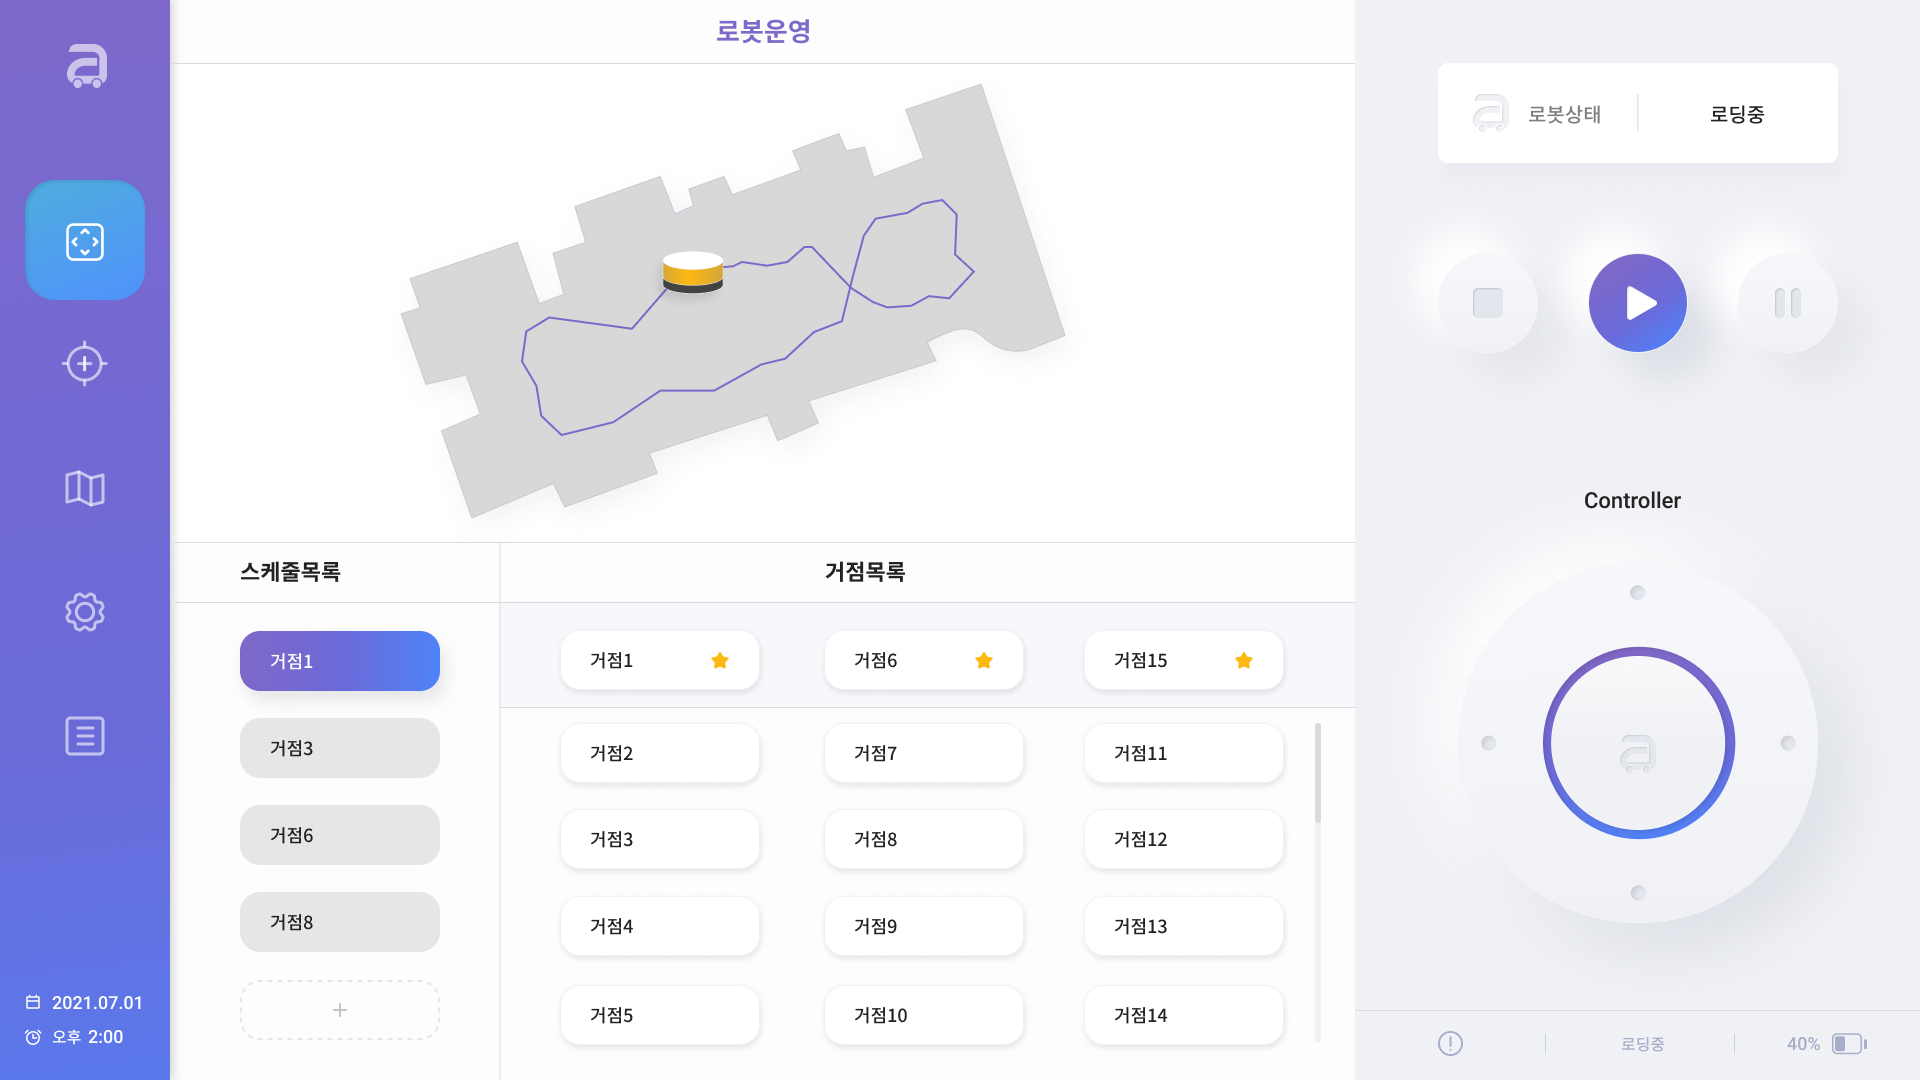 로봇운영
로봇상태
로딩중
Controller
스케줄목록
거점목록
거점1
거점3
거점6
거점8
+
거점1
거점6
거점15
거점2
거점7
거점11
거점3
거점8
거점12
거점4
거점9
거점13
거점5
거점10
거점14
2021.07.01
오후 2:00
로딩중
40%